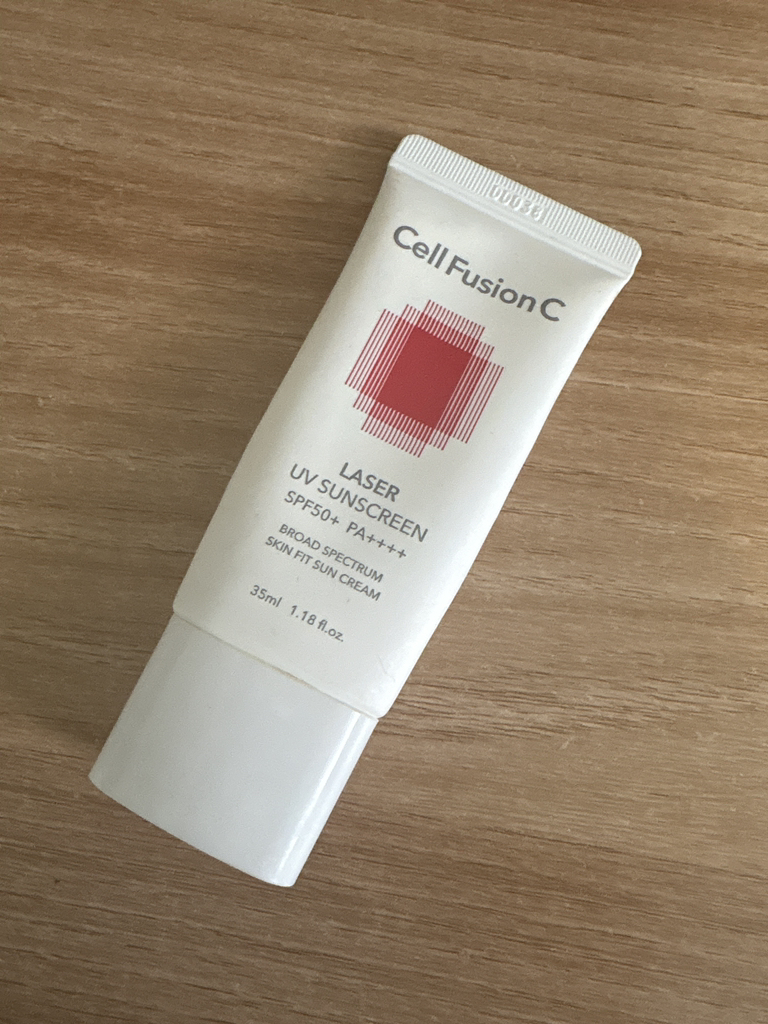 Cell Fusion C
LASER
UV SUNSCREEN
SPF50+ PA++++
BROAD SPECTRUM
SKIN FIT SUN CREAM
35ml 1.18 fl.oz.